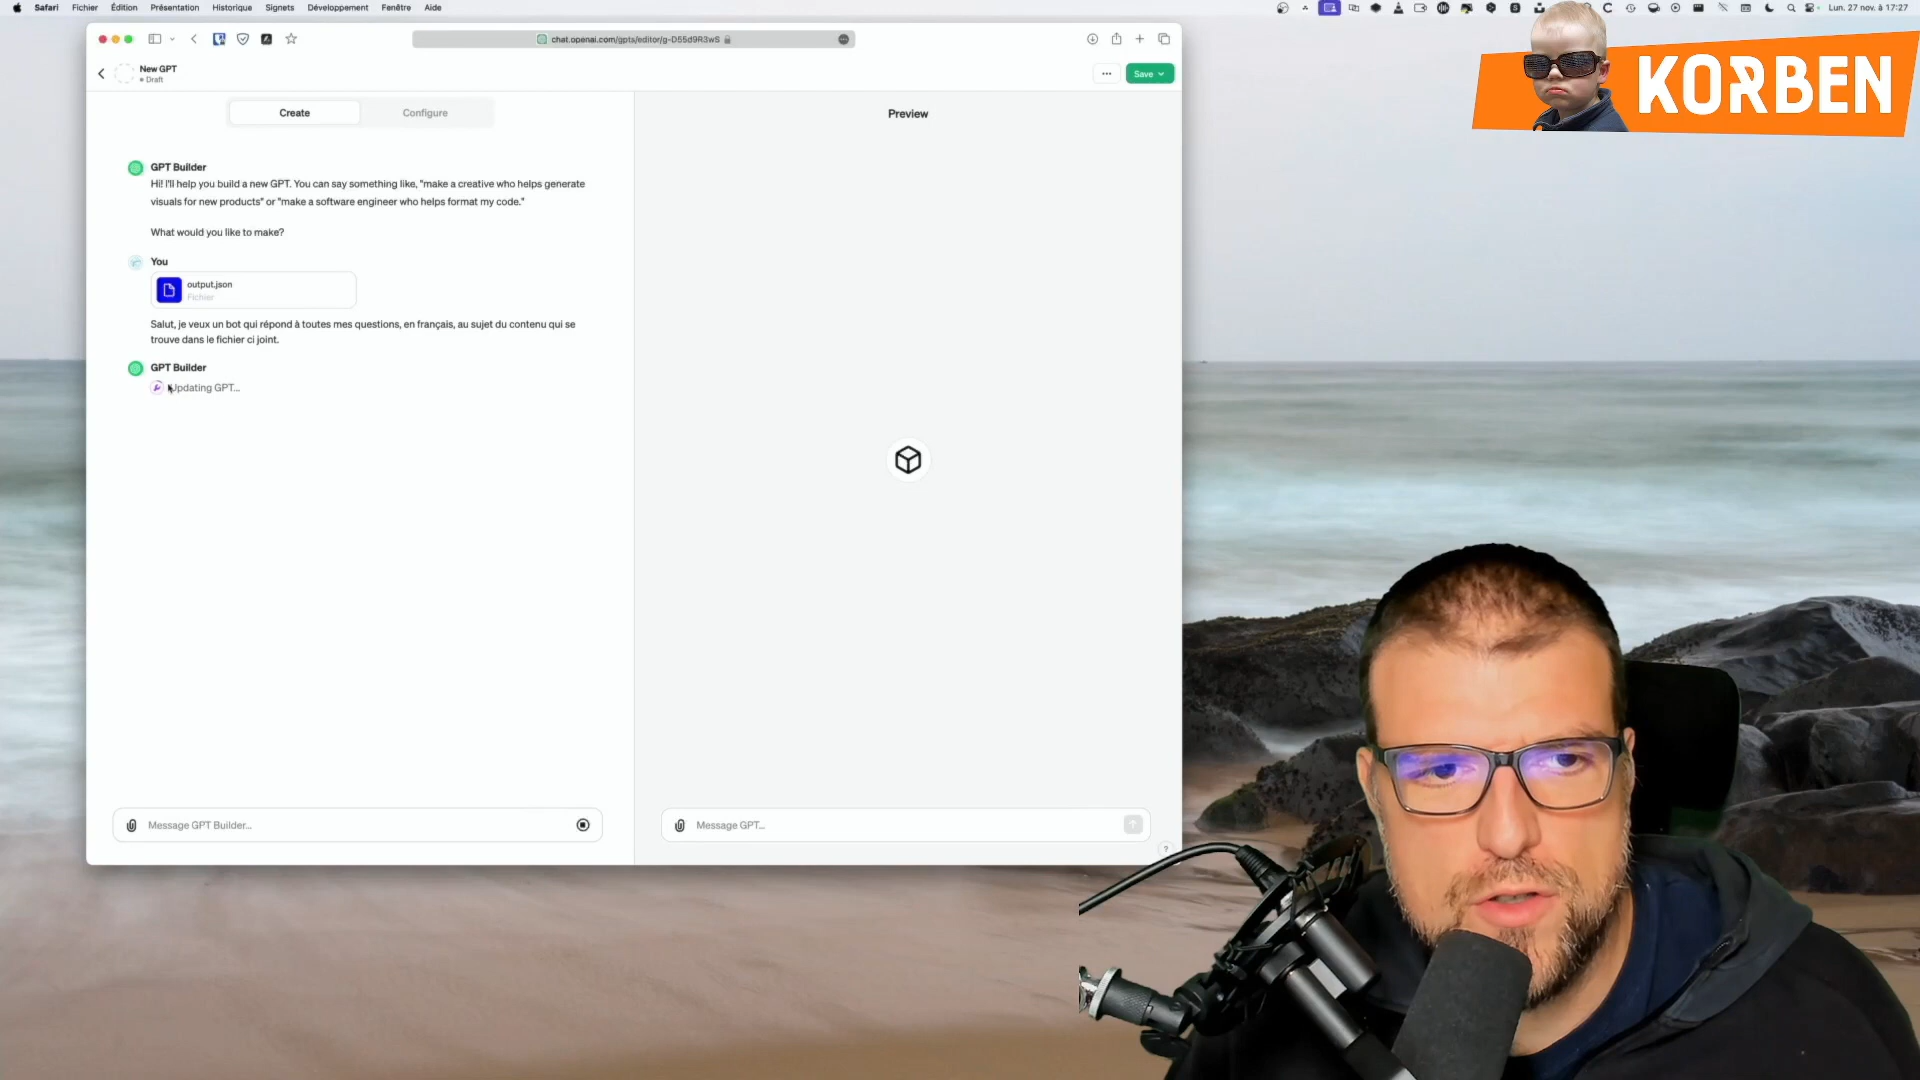 Safari Fichier Édition Présentation Historique Signets Développement Fenêtre Aide
Lun. 27 nov. à 17:27
KORBEN
chat.openai.com/gpts/editor/g-D55d9R3wS
New GPT
Draft
Save
Create
Configure
Preview
GPT Builder
Hi! I'll help you build a new GPT. You can say something like, "make a creative who helps generate
visuals for new products" or "make a software engineer who helps format my code."
What would you like to make?
You
output.json
Fichier
Salut, je veux un bot qui répond à toutes mes questions, en français, au sujet du contenu qui se
trouve dans le fichier ci joint.
GPT Builder
Updating GPT...
Message GPT Builder...
Message GPT...
?